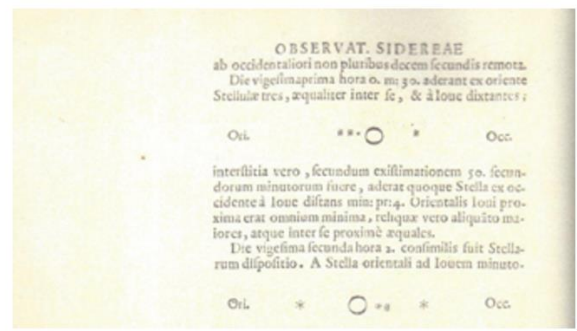 OBSERVAT. SIDEREAE
ab occidentaliori non pluribus decem secundis remota.
Die vigesimaprima hora 0. m: 30. aderant ex oriente
Stellulæ tres, æqualiter inter se, & à Ioue distantes;
Ori. Occ.
interstitia vero, secundum existimationem 50. secun-
dorum minutorum fuere, aderat quoque Stella ex oc-
cidente à Ioue distans min: pr: 4. Orientalis Ioui pro-
xima erat omnium minima, reliquæ vero aliquāto ma-
iores, atque inter se proximè æquales.
Die vigesima secunda hora 2. consimilis fuit Stella-
rum dispositio. A Stella orientali ad Iouem minuto-
Ori. Occ.